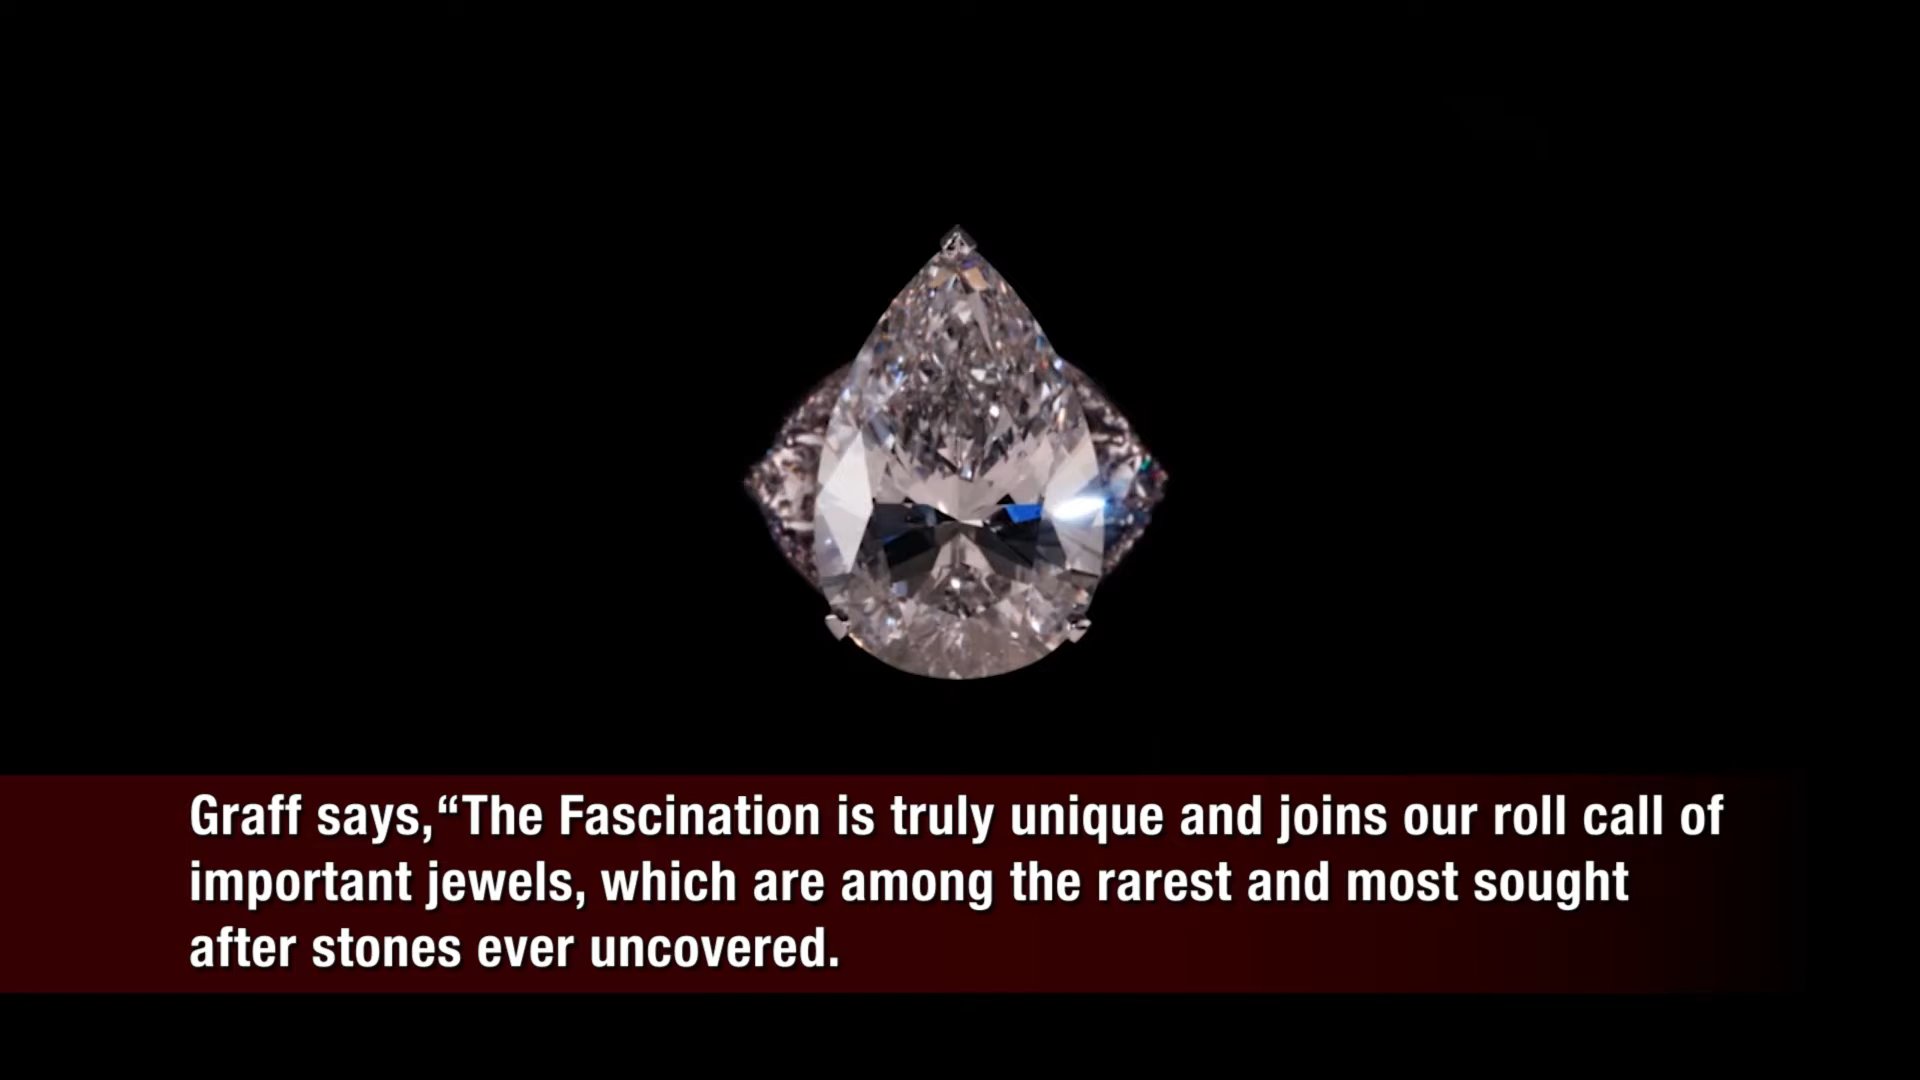 Graff says,“The Fascination is truly unique and joins our roll call of
important jewels, which are among the rarest and most sought
after stones ever uncovered.